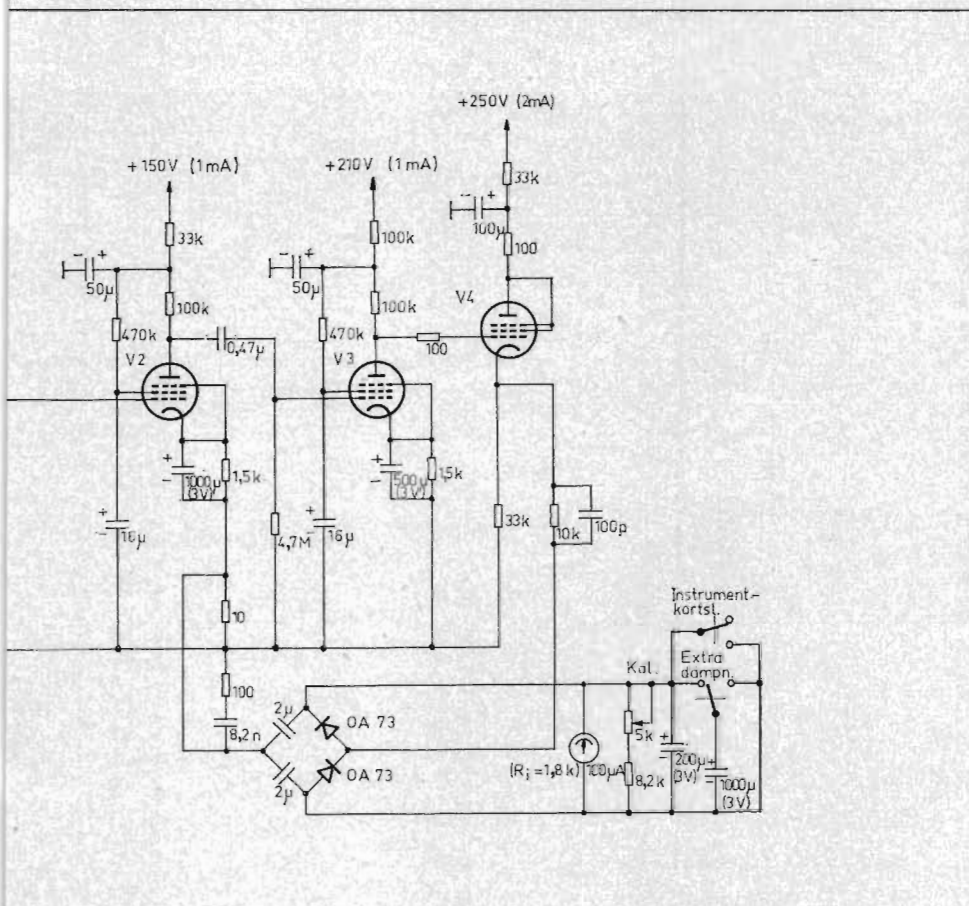 +250V (2mA)
+150V (1mA)
+210V (1mA)
33k
33k
100k
100µ
100
50µ
50µ
100k
100k
V4
470k
0,47µ
470k
100
V2
V3
1000µ
(3V)
1,5k
500µ
(3V)
1,5k
16µ
4,7M
16µ
33k
10k
100p
10
Instrument-
kortsl.
Kal.
Extra
dämpn.
100
2µ
OA 73
8,2n
5k
OA 73
2µ
(Ri=1,8k)
100µA
8,2k
200µ
(3V)
1000µ
(3V)